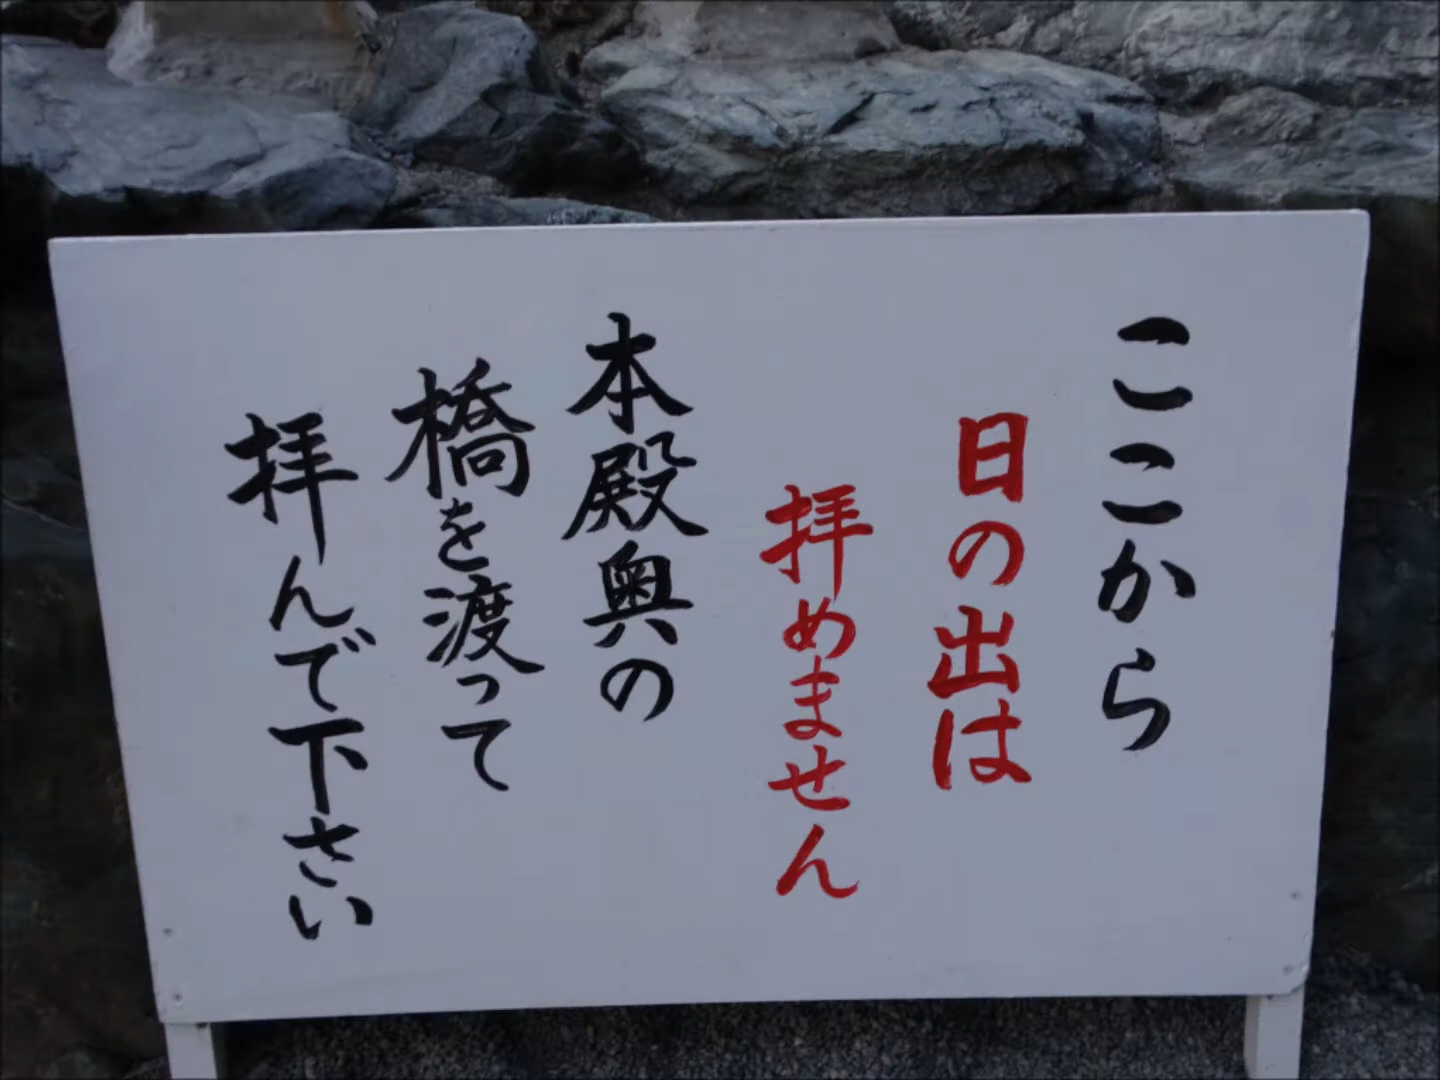 ここから
日の出は
拝めません
本殿奥の
橋を渡って
拝んで下さい